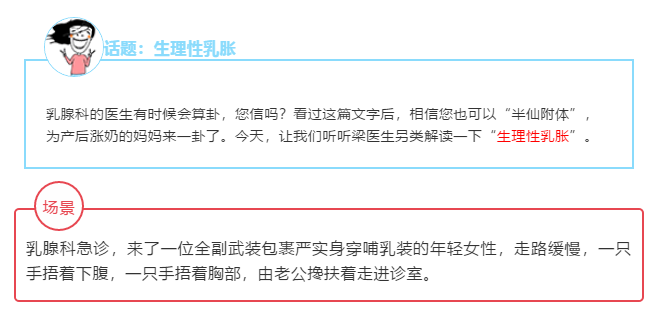 话题：生理性乳胀
乳腺科的医生有时候会算卦，您信吗？看过这篇文字后，相信您也可以“半仙附体”，
为产后涨奶的妈妈来一卦了。今天，让我们听听梁医生另类解读一下“生理性乳胀”。
场景
乳腺科急诊，来了一位全副武装包裹严实身穿哺乳装的年轻女性，走路缓慢，一只
手捂着下腹，一只手捂着胸部，由老公搀扶着走进诊室。